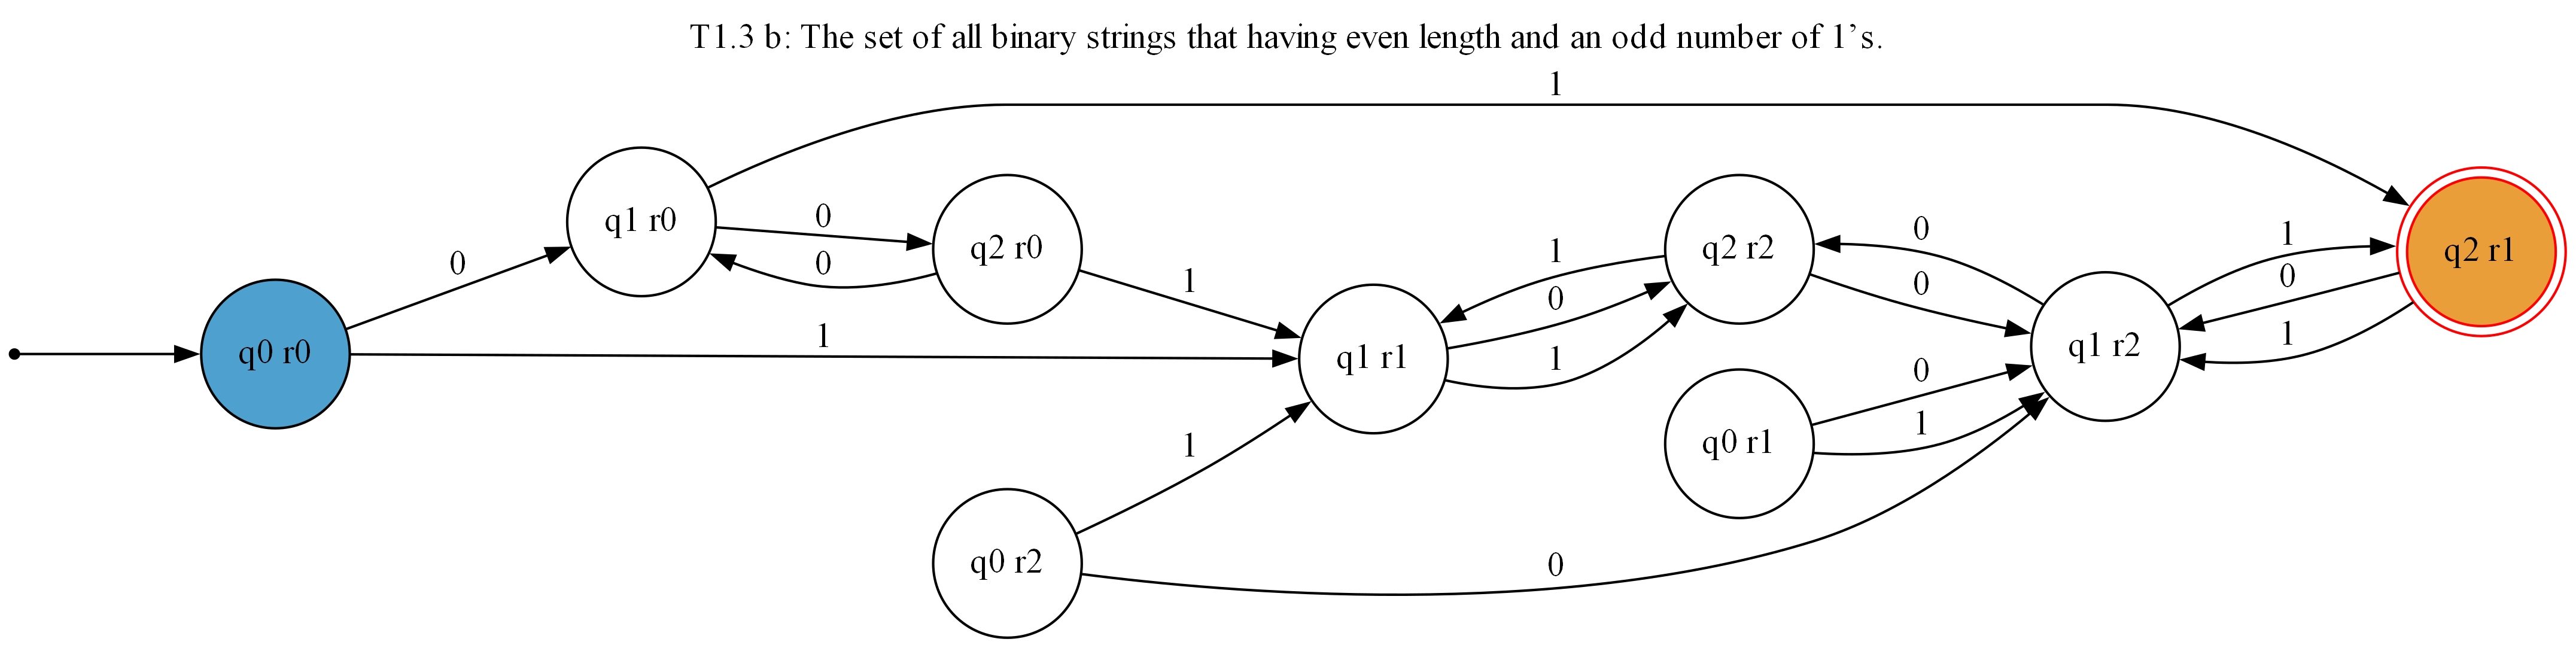 T1.3 b: The set of all binary strings that having even length and an odd number of 1’s.
1
q1 r0
0
q2 r0
0
0
q0 r0
1
1
q1 r1
1
0
1
q2 r2
0
0
q1 r2
1
0
1
q2 r1
0
1
q0 r1
1
q0 r2
0